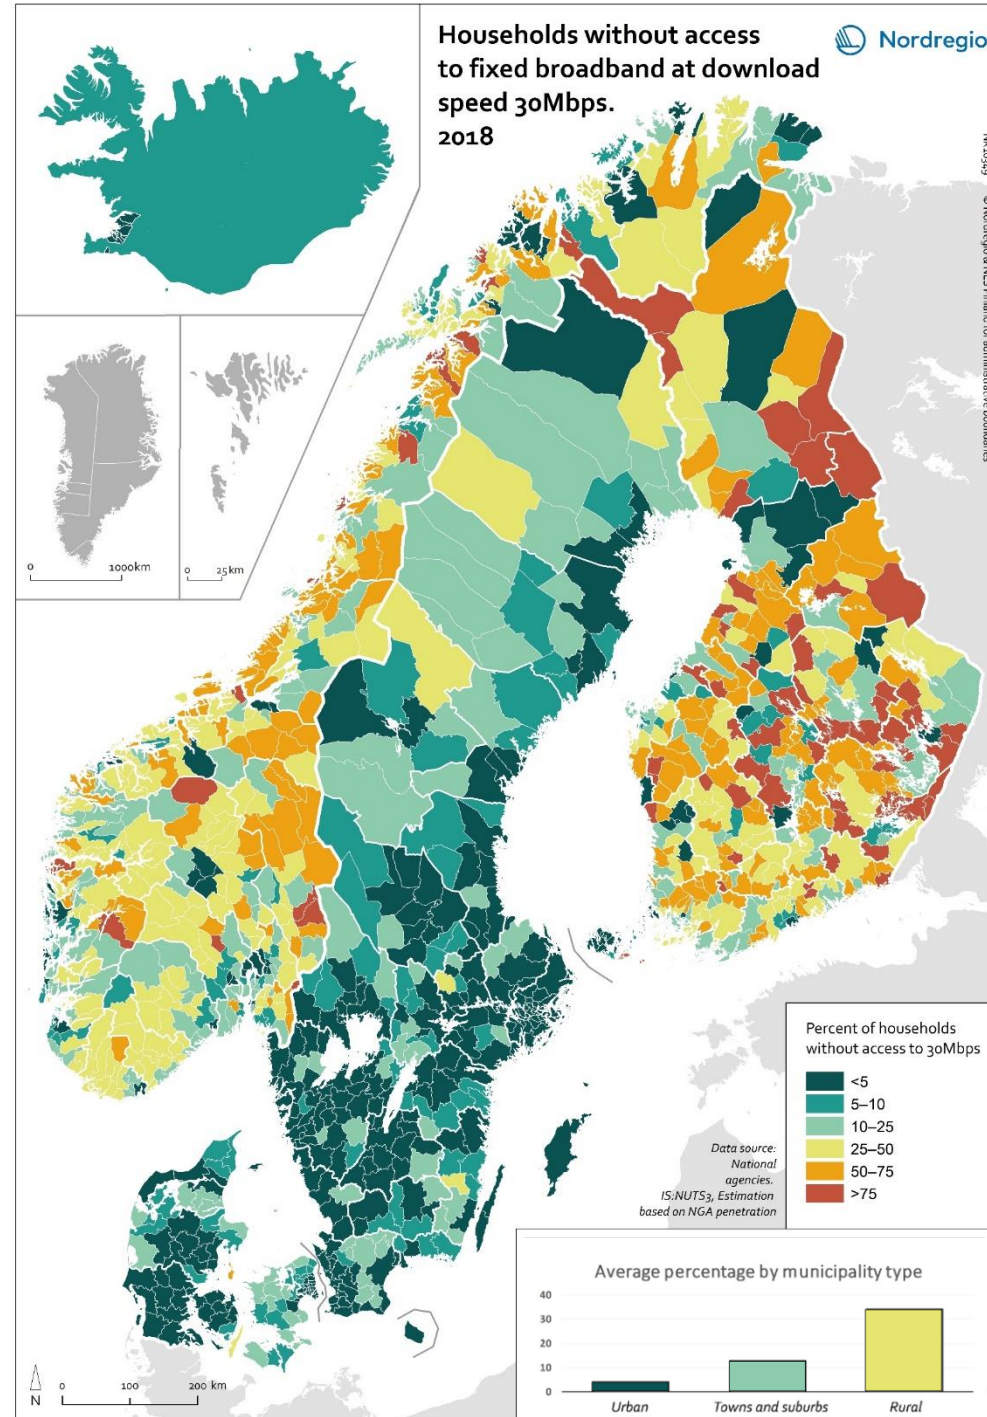 Households without access
to fixed broadband at download
speed 30Mbps.
2018
Nordregio
0 1000km
0 25km
Percent of households
without access to 30Mbps
<5
5–10
10–25
25–50
50–75
>75
Data source:
National
agencies.
IS:NUTS3, Estimation
based on NGA penetration
N
0 100 200 km
Average percentage by municipality type
40
30
20
10
0
Urban Towns and suburbs Rural